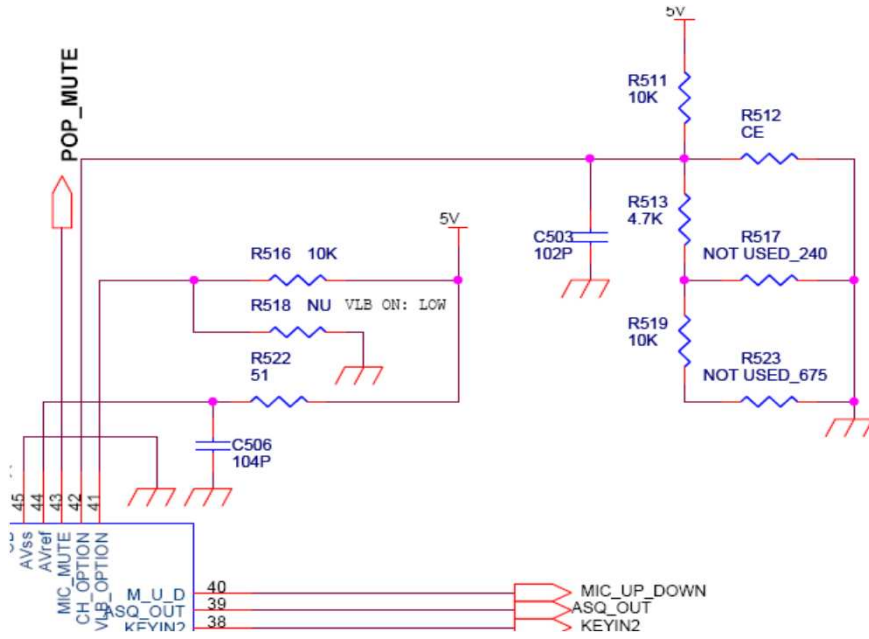 5V
POP_MUTE
R511
10K
R512
CE
R513
4.7K
5V
C503
102P
R517
NOT USED_240
R516 10K
R518 NU VLB ON: LOW
R519
10K
R522
51
R523
NOT USED_675
C506
104P
45
44
43
42
41
AVss
AVref
MIC_MUTE
CH_OPTION
VLB_OPTION
M_U_D 40 MIC_UP_DOWN
ASQ_OUT 39 ASQ_OUT
KEYIN2 38 KEYIN2